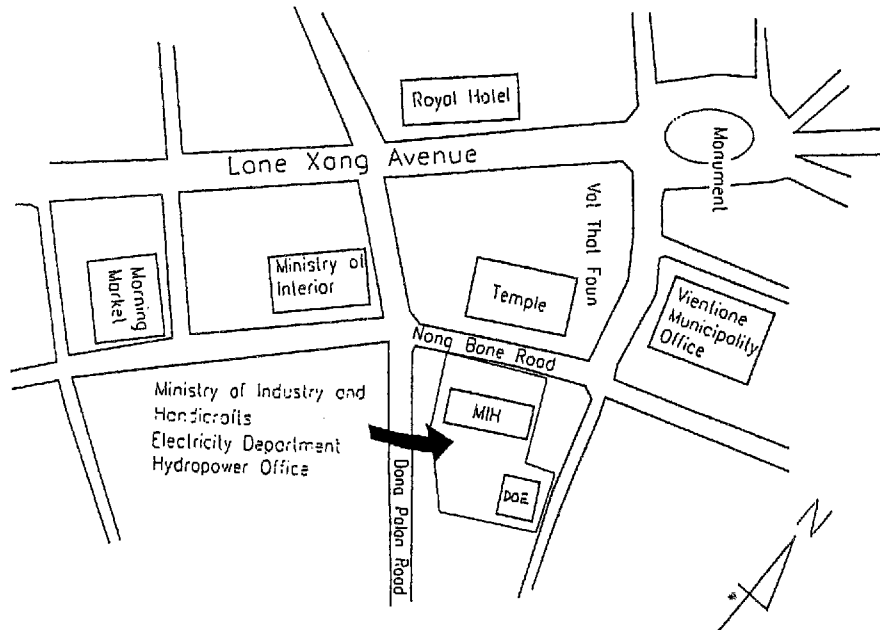 Royal Hotel
Lane Xang Avenue
Monument
Vat That Foun
Morning
Market
Ministry of
Interior
Temple
Vientiane
Municipality
Office
Nong Bone Road
Ministry of Industry and
Handicrafts
Electricity Department
Hydropower Office
MIH
DOE
Dong Palan Road
N